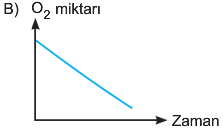 B) O₂ miktarı
Zaman